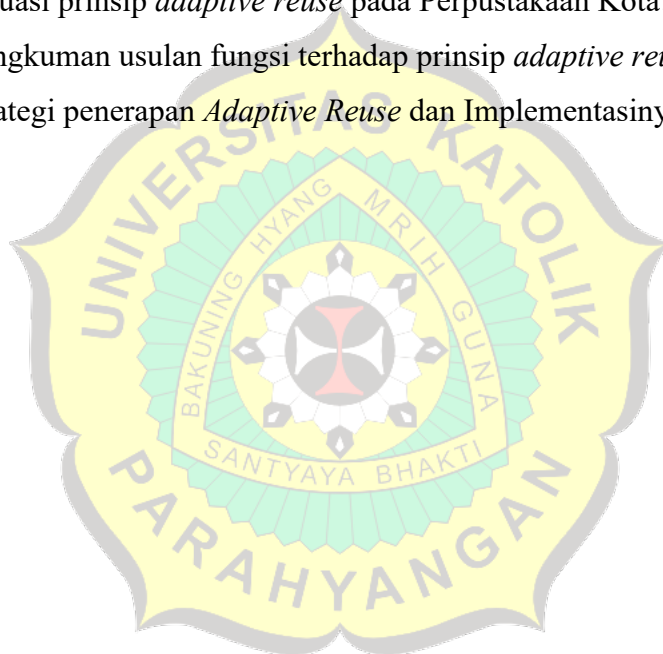 uasi prinsip adaptive reuse pada Perpustakaan Kota
ngkuman usulan fungsi terhadap prinsip adaptive reu
ategi penerapan Adaptive Reuse dan Implementasiny
UNIVERSITAS KATOLIK
BAKUNING HYANG MRIH GUNA
SANTYAYA BHAKTI
PARAHYANGAN